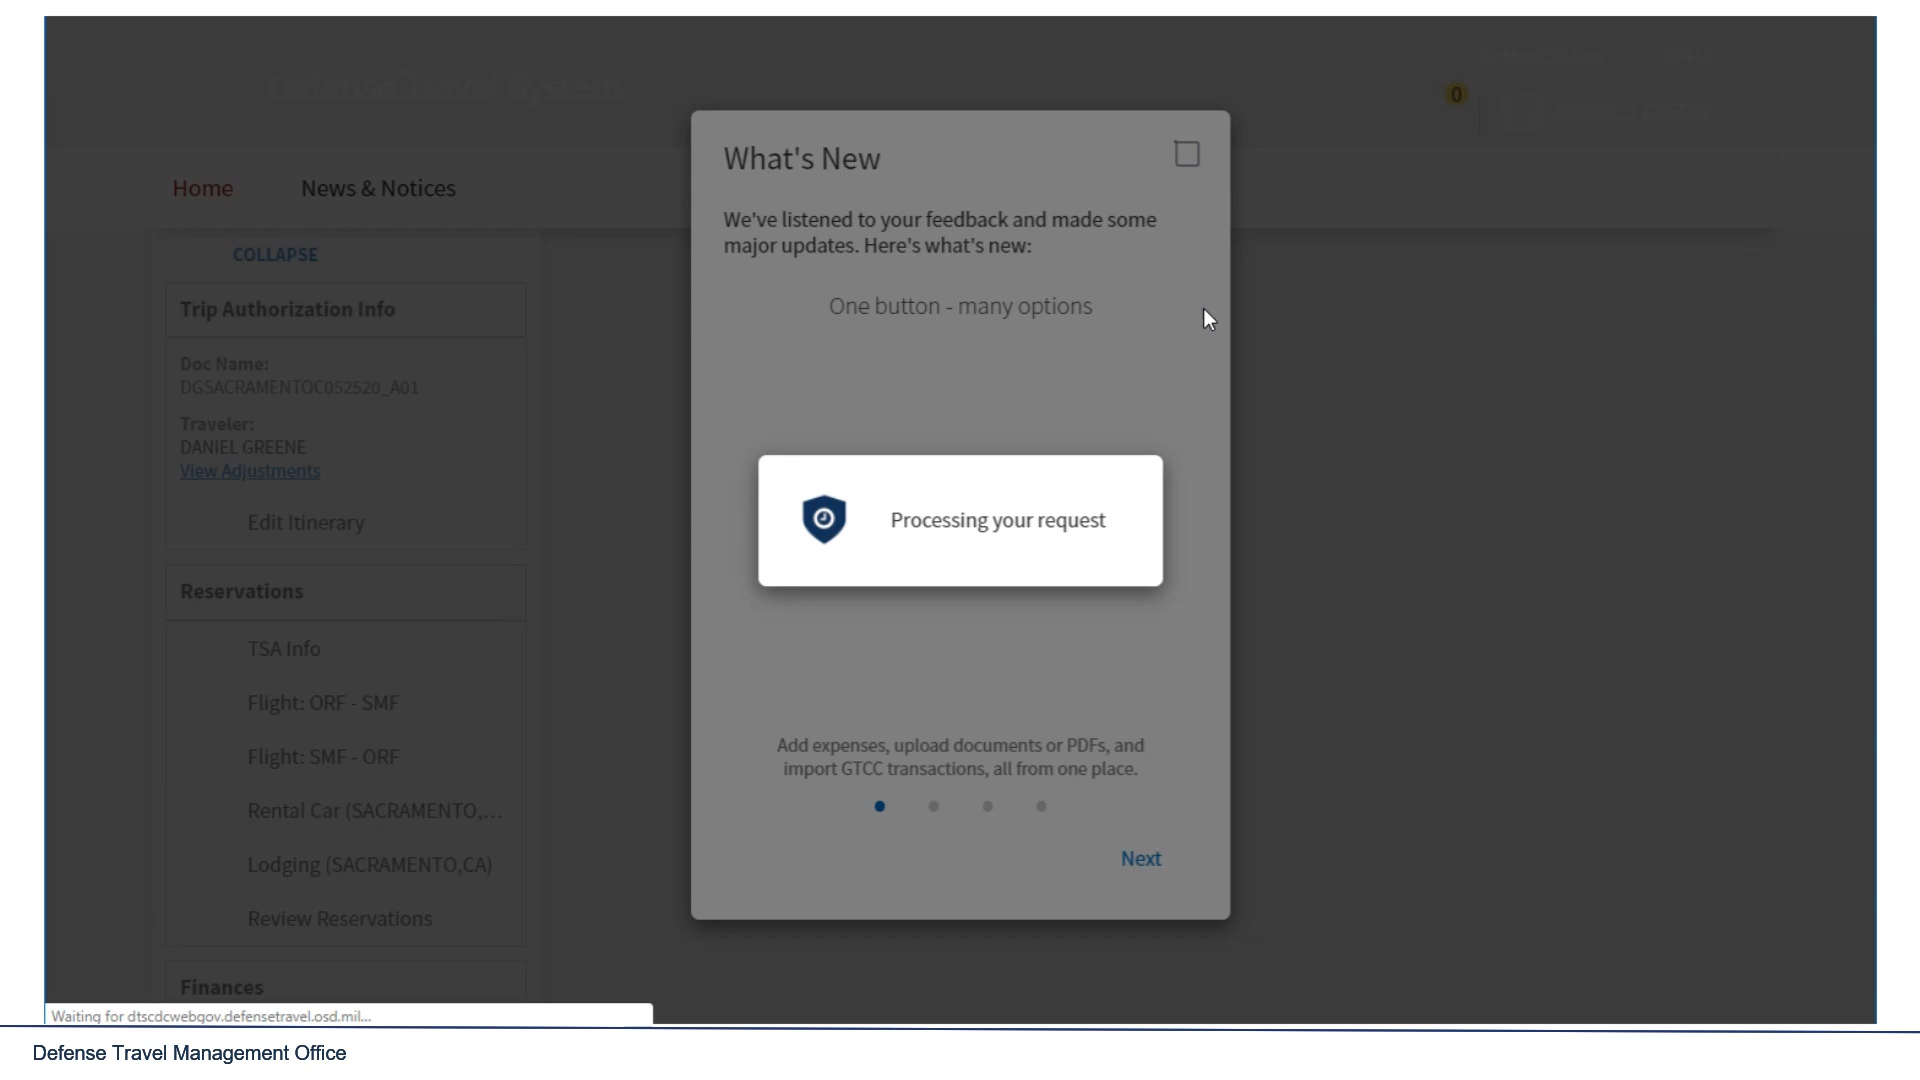 Defense Travel System
0
Home
News & Notices
COLLAPSE
Trip Authorization Info
Doc Name:
DGSACRAMENTOC052520_A01
Traveler:
DANIEL GREENE
View Adjustments
Edit Itinerary
Reservations
TSA Info
Flight: ORF - SMF
Flight: SMF - ORF
Rental Car (SACRAMENTO,...
Lodging (SACRAMENTO,CA)
Review Reservations
Finances
What's New
We've listened to your feedback and made some
major updates. Here's what's new:
One button - many options
Processing your request
Add expenses, upload documents or PDFs, and
import GTCC transactions, all from one place.
Next
Waiting for dtscdcwebgov.defensetravel.osd.mil...
Defense Travel Management Office